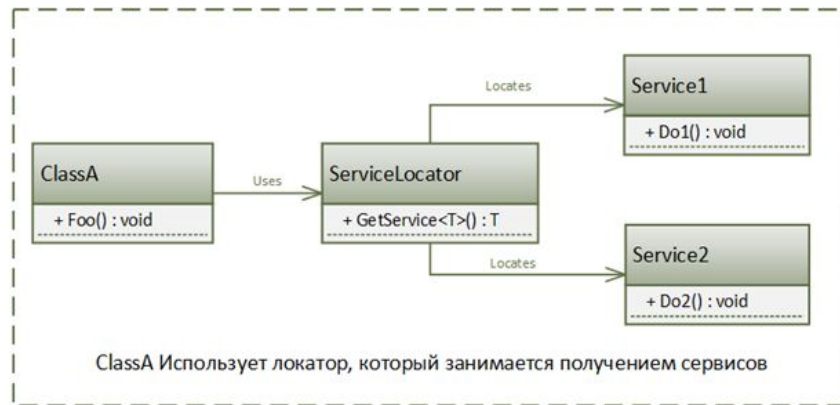 ClassA
+ Foo() : void
Uses
ServiceLocator
+ GetService<T>() : T
Locates
Service1
+ Do1() : void
Locates
Service2
+ Do2() : void
ClassA Использует локатор, который занимается получением сервисов